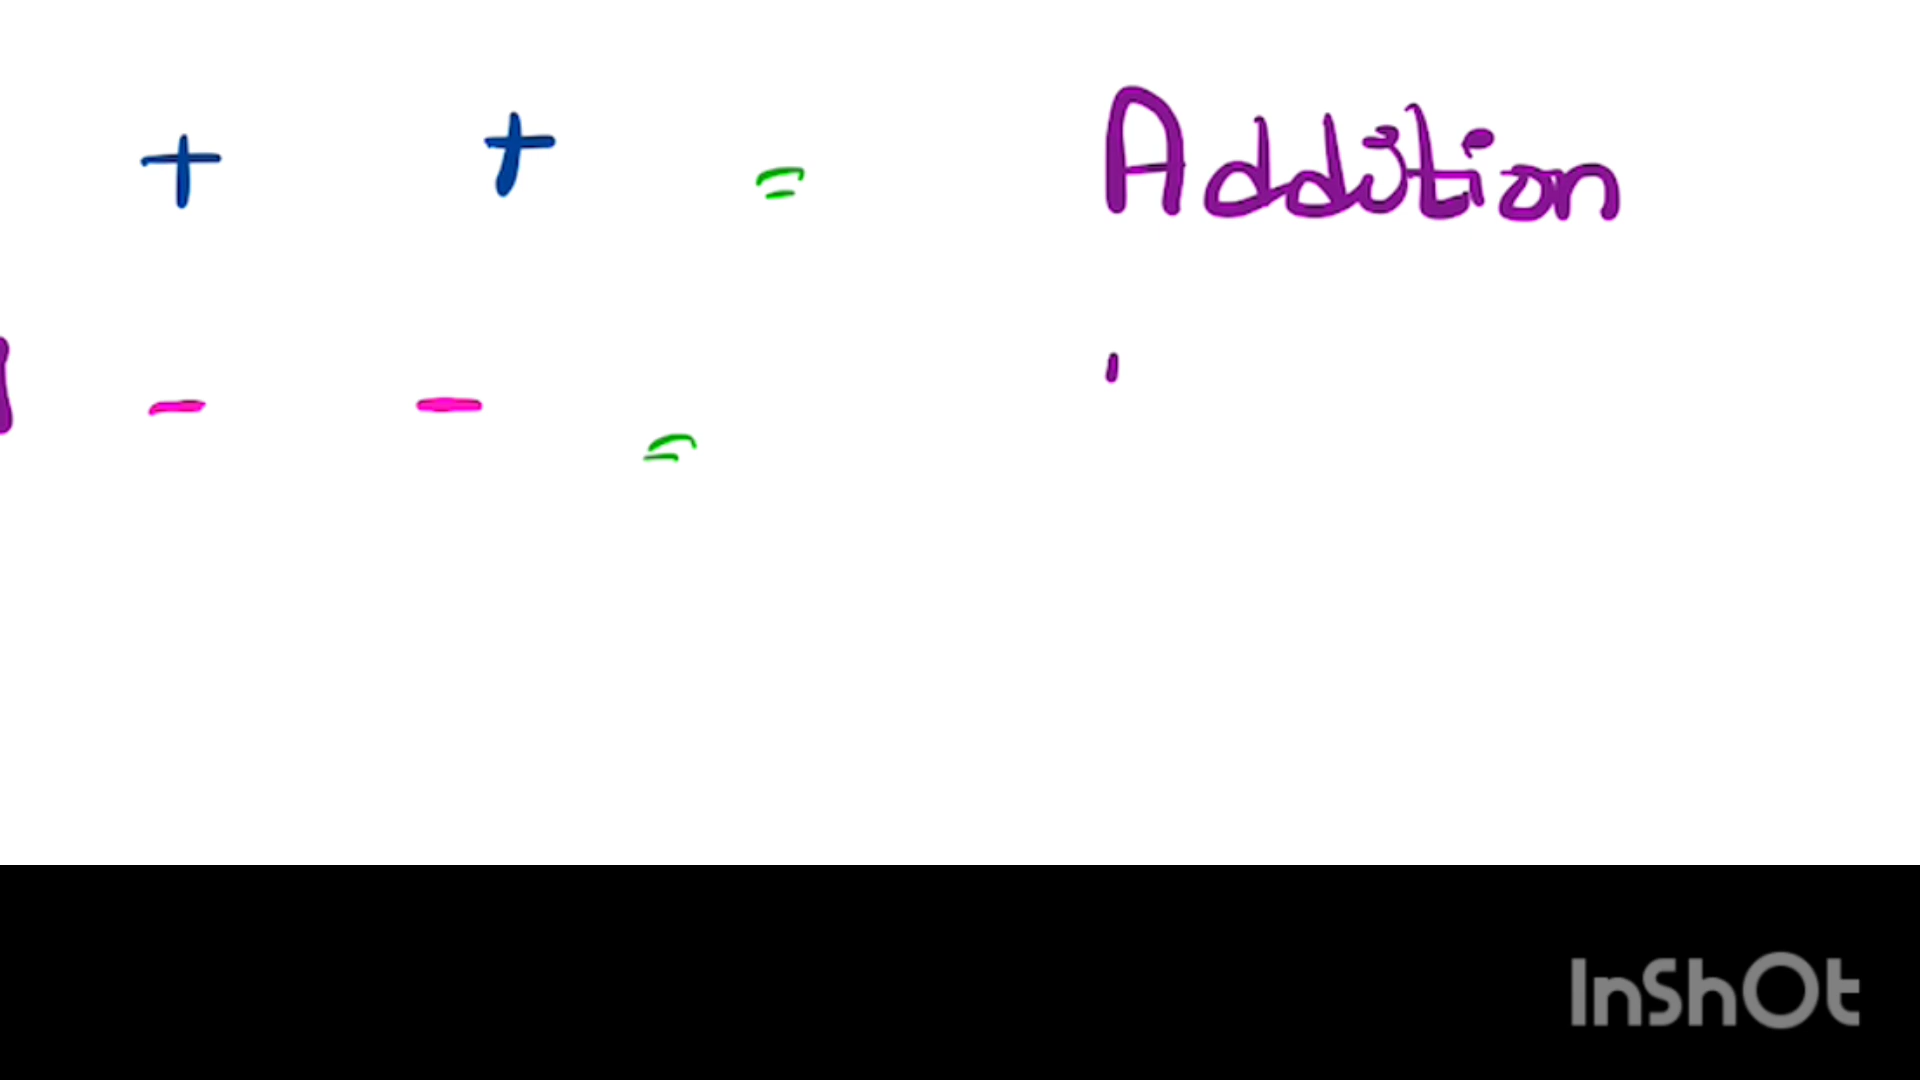 + + = Addition
- - =
InShOt